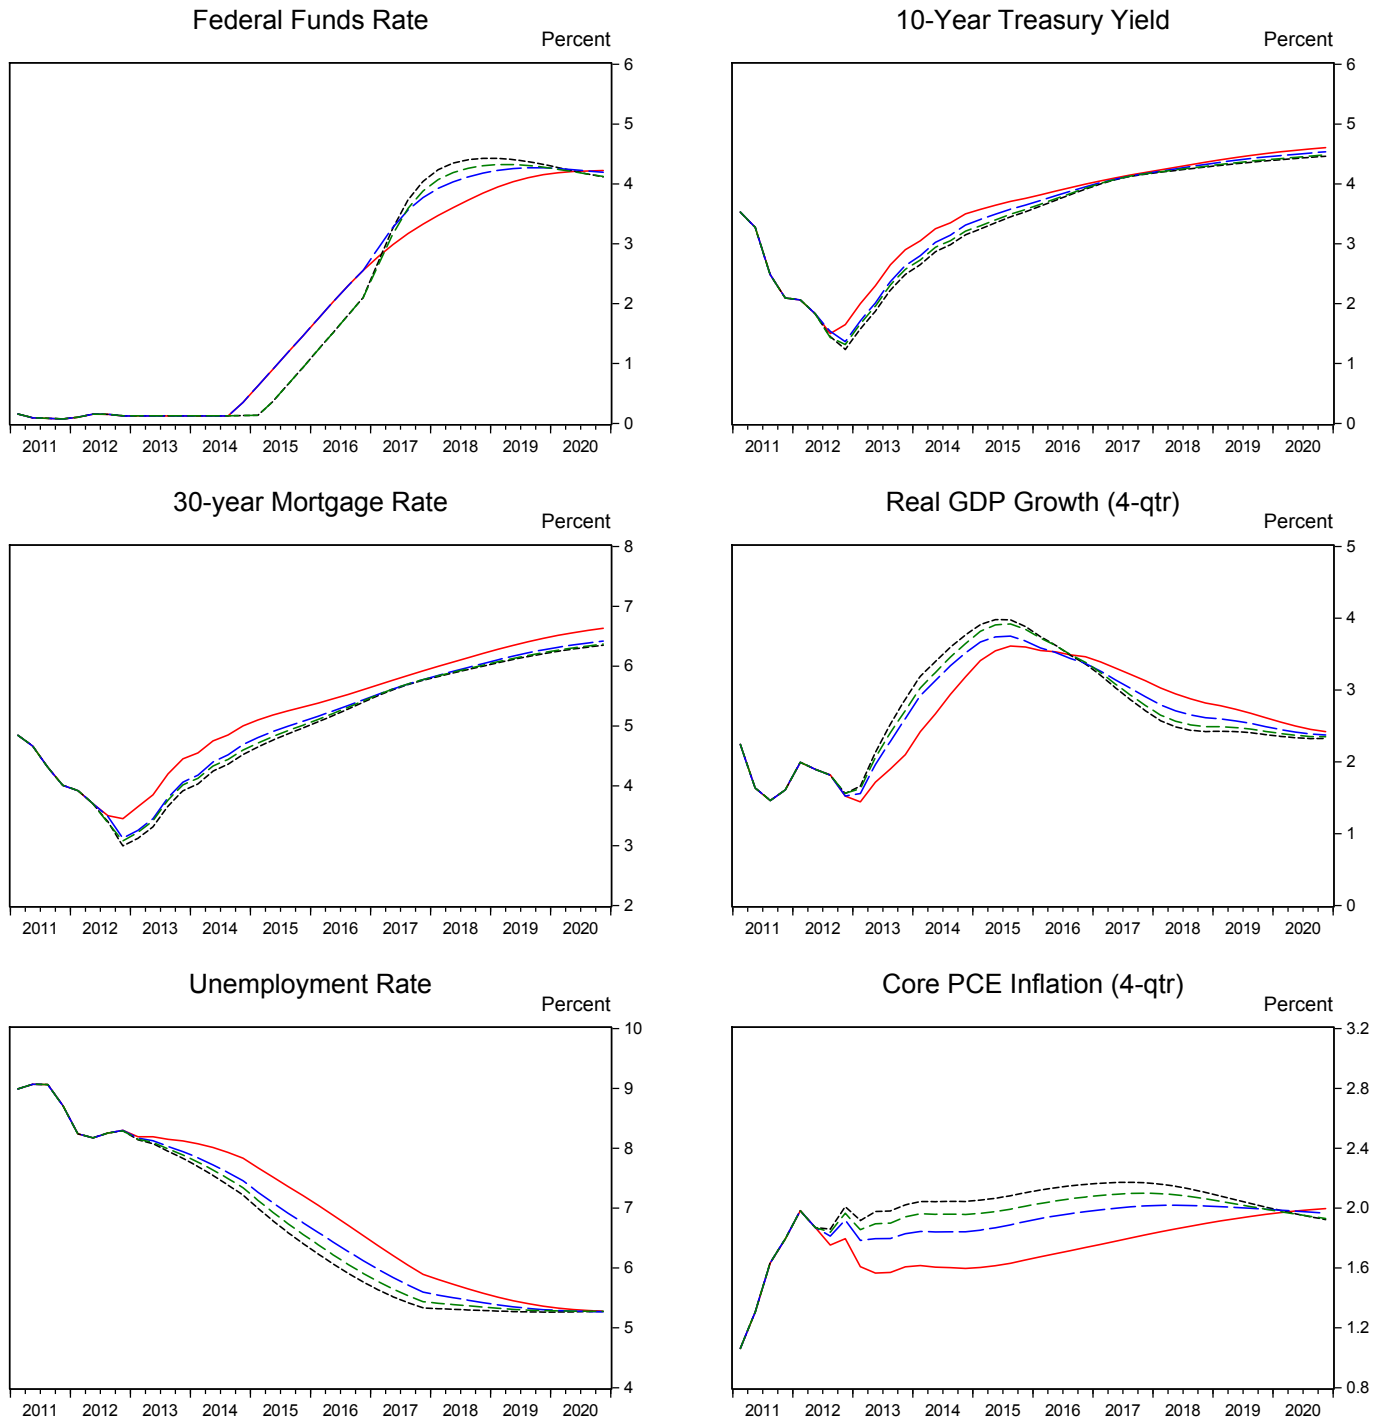 Federal Funds Rate
Percent
6
5
4
3
2
1
0
2011 2012 2013 2014 2015 2016 2017 2018 2019 2020
10-Year Treasury Yield
Percent
6
5
4
3
2
1
0
2011 2012 2013 2014 2015 2016 2017 2018 2019 2020
30-year Mortgage Rate
Percent
8
7
6
5
4
3
2
2011 2012 2013 2014 2015 2016 2017 2018 2019 2020
Real GDP Growth (4-qtr)
Percent
5
4
3
2
1
0
2011 2012 2013 2014 2015 2016 2017 2018 2019 2020
Unemployment Rate
Percent
10
9
8
7
6
5
4
2011 2012 2013 2014 2015 2016 2017 2018 2019 2020
Core PCE Inflation (4-qtr)
Percent
3.2
2.8
2.4
2.0
1.6
1.2
0.8
2011 2012 2013 2014 2015 2016 2017 2018 2019 2020